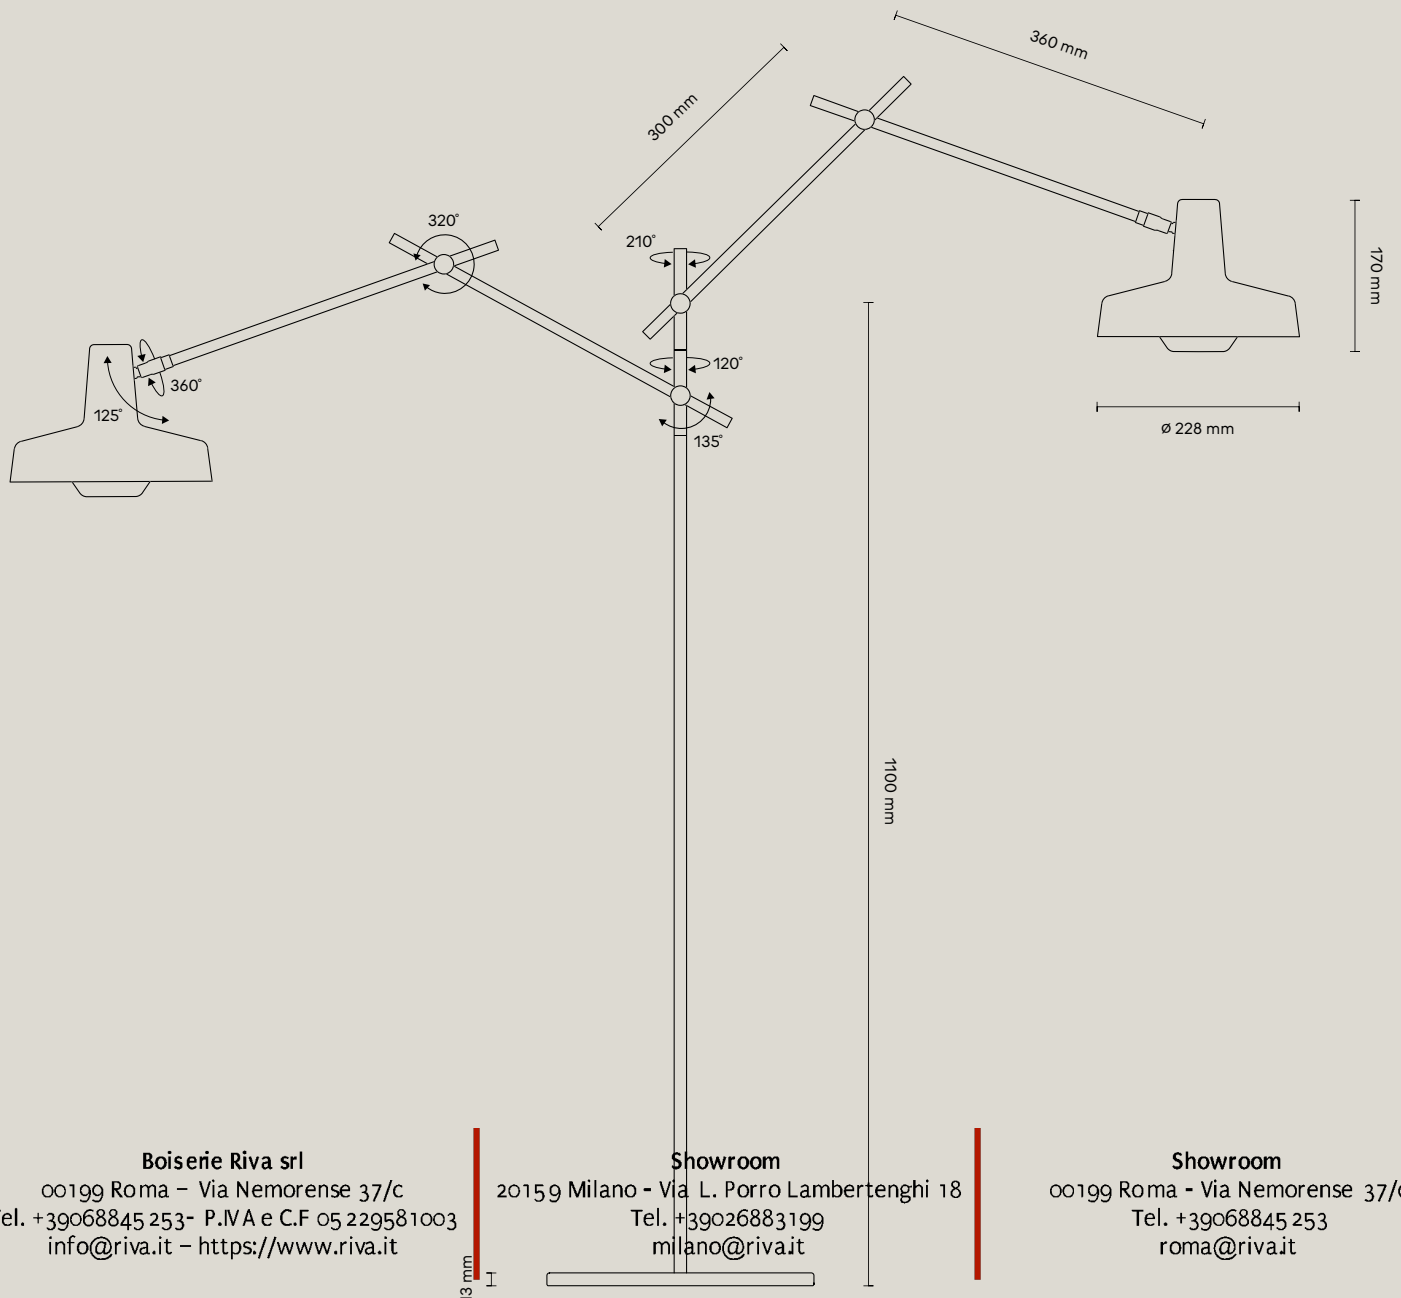 360 mm
300 mm
320°
210°
170 mm
120°
360°
125°
Ø 228 mm
135°
1100 mm
Boiserie Riva srl
00199 Roma – Via Nemorense 37/c
el. +39068845253- P.IVA e C.F 05229581003
info@riva.it – https://www.riva.it
Showroom
20159 Milano - Via L. Porro Lambertenghi 18
Tel. +39026883199
milano@riva.it
Showroom
00199 Roma - Via Nemorense 37/c
Tel. +39068845253
roma@riva.it
13 mm